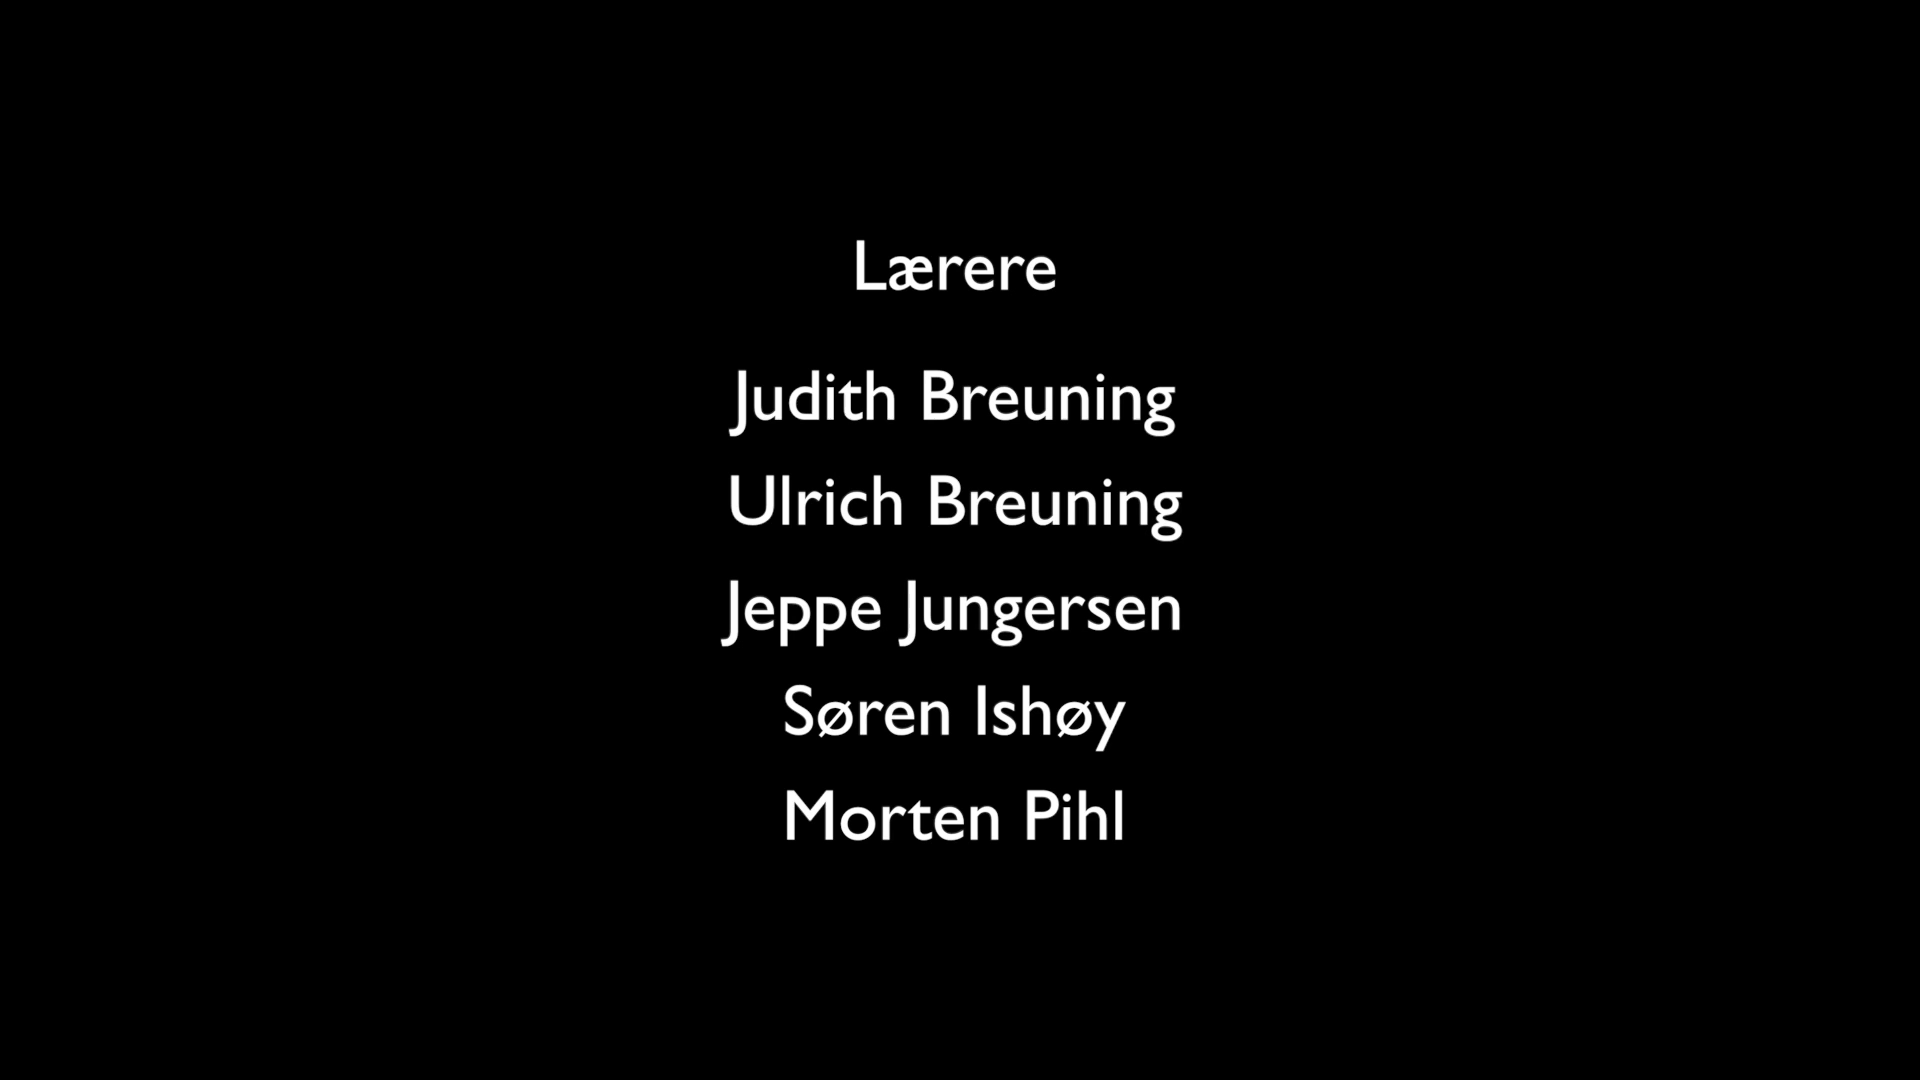 Lærere
Judith Breuning
Ulrich Breuning
Jeppe Jungersen
Søren Ishøy
Morten Pihl